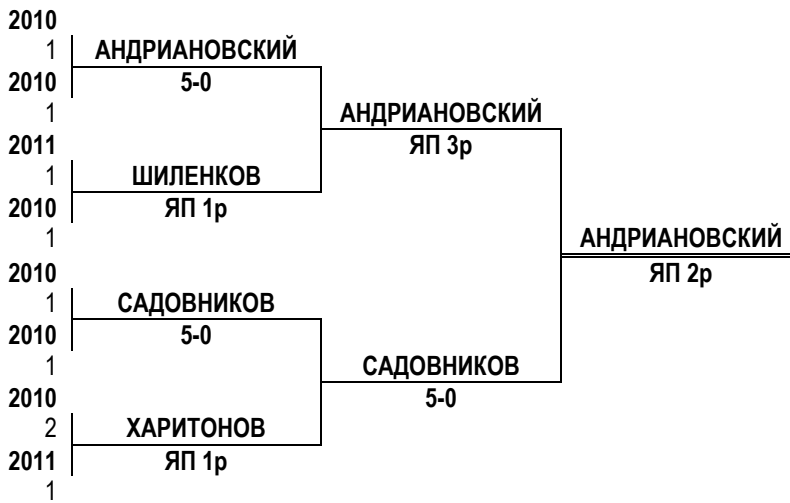 2010
1 АНДРИАНОВСКИЙ
2010 5-0
1 АНДРИАНОВСКИЙ
2011 ЯП 3р
1 ШИЛЕНКОВ
2010 ЯП 1р
1 АНДРИАНОВСКИЙ
2010 ЯП 2р
1 САДОВНИКОВ
2010 5-0
1 САДОВНИКОВ
2010 5-0
2 ХАРИТОНОВ
2011 ЯП 1р
1